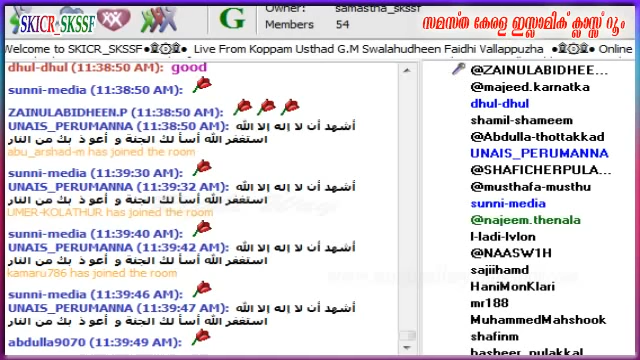 SKICR_SKSSF
G
Owner: samastha_skssf
Members 54
സമസ്ത കേരള ഇസ്ലാമിക് ക്ലാസ്സ് റൂം
Welcome to SKICR_SKSSF●۩۞۩● Live From Koppam Usthad G.M Swalahudheen Faidhi Vallappuzha ●۩۞۩● Online
dhul-dhul (11:38:50 AM): good
sunni-media (11:38:50 AM):
ZAINULABIDHEEN.P (11:38:50 AM):
UNAIS_PERUMANNA (11:38:50 AM): أشهد أن لا إله إلا الله
استغفر الله أسأ لك الجنة و أعو ذ بك من النار
abu_arshad-m has joined the room
sunni-media (11:39:30 AM):
UNAIS_PERUMANNA (11:39:32 AM): أشهد أن لا إله إلا الله
استغفر الله أسأ لك الجنة و أعو ذ بك من النار
UMER-KOLATHUR has joined the room
sunni-media (11:39:40 AM):
UNAIS_PERUMANNA (11:39:42 AM): أشهد أن لا إله إلا الله
استغفر الله أسأ لك الجنة و أعو ذ بك من النار
kamaru786 has joined the room
sunni-media (11:39:46 AM):
UNAIS_PERUMANNA (11:39:47 AM): أشهد أن لا إله إلا الله
استغفر الله أسأ لك الجنة و أعو ذ بك من النار
abdulla9070 (11:39:49 AM):
@ZAINULABIDHEE...
@majeed.karnatka
dhul-dhul
shamil-shameem
@Abdulla-thottakkad
UNAIS_PERUMANNA
@SHAFICHERPULA...
@musthafa-musthu
sunni-media
@najeem.thenala
l-ladi-lvlon
@NAASW1H
sajiihamd
HaniMonKlari
mr188
MuhammedMahshook
shafinm
basheer_pulakkal